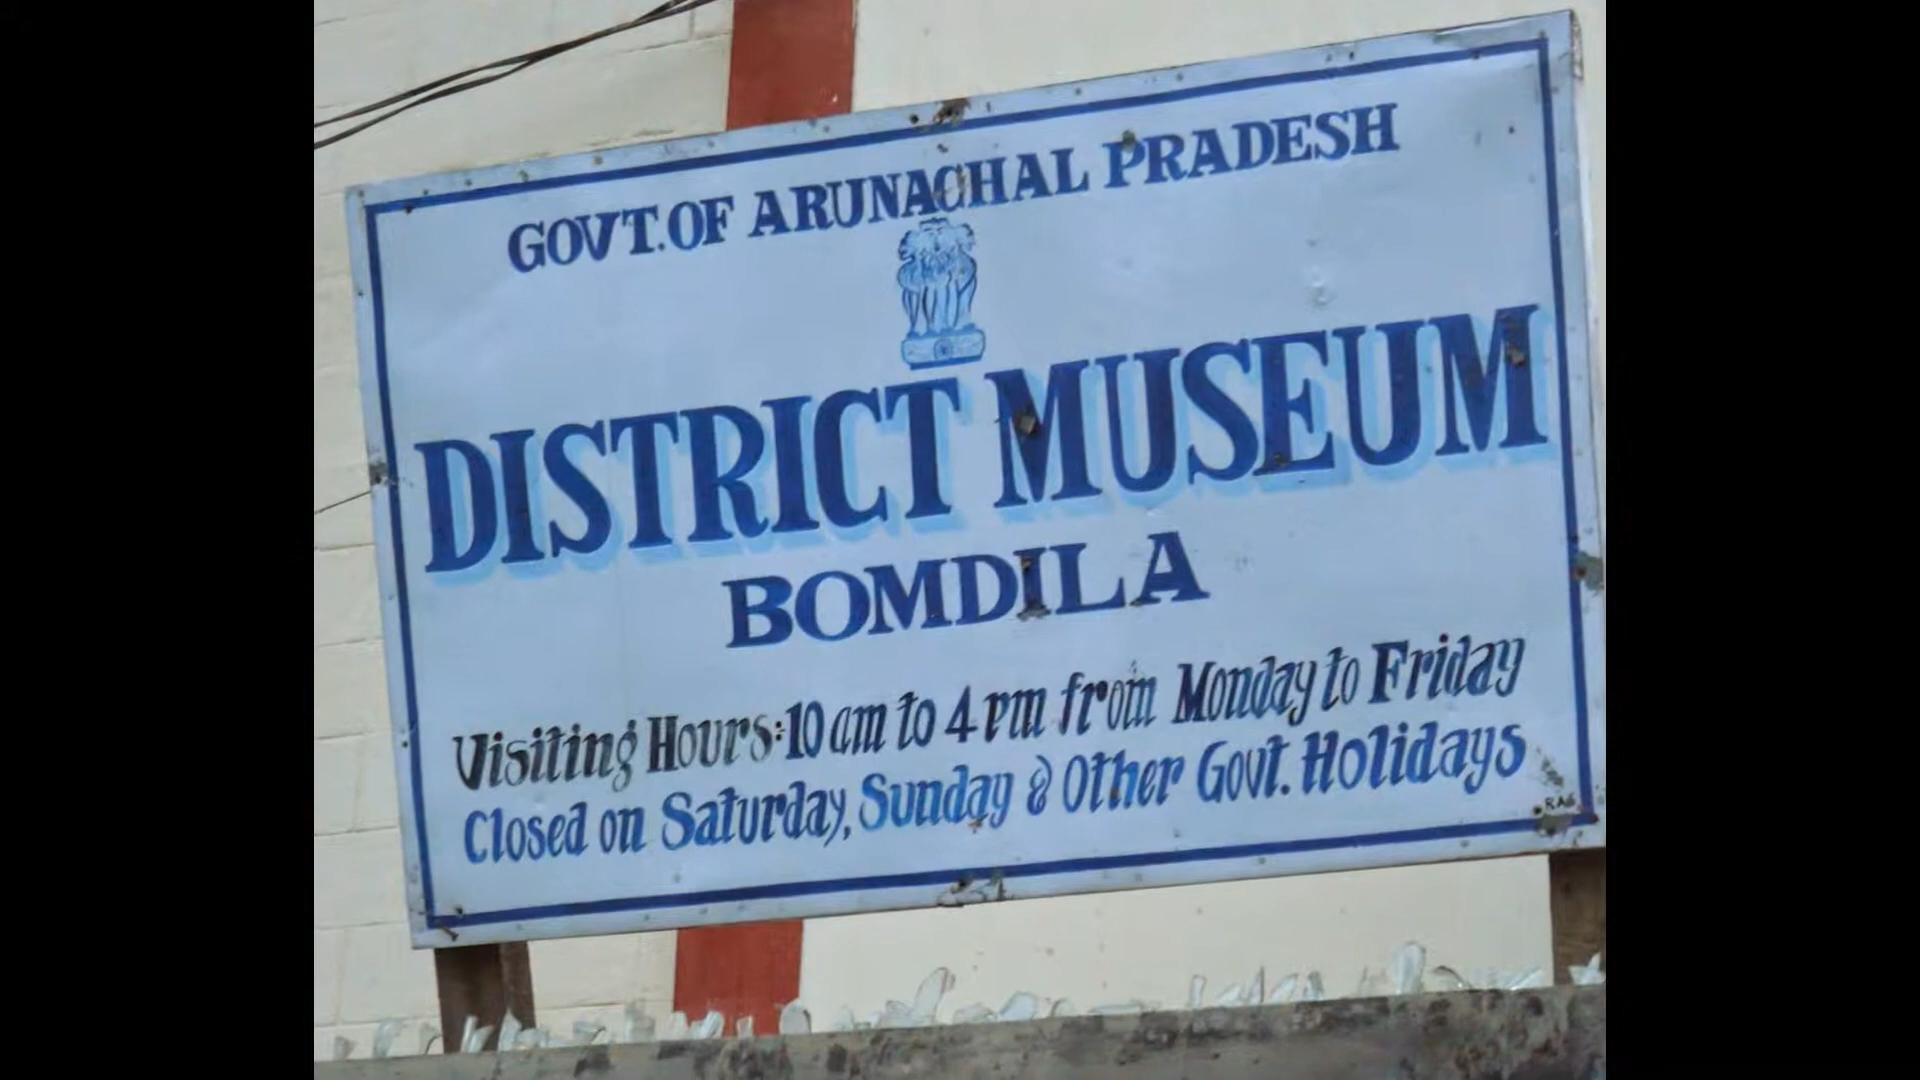 GOVT.OF ARUNACHAL PRADESH
DISTRICT MUSEUM
BOMDILA
Visiting Hours:10 am to 4 pm from Monday to Friday
Closed on Saturday, Sunday & Other Govt. Holidays